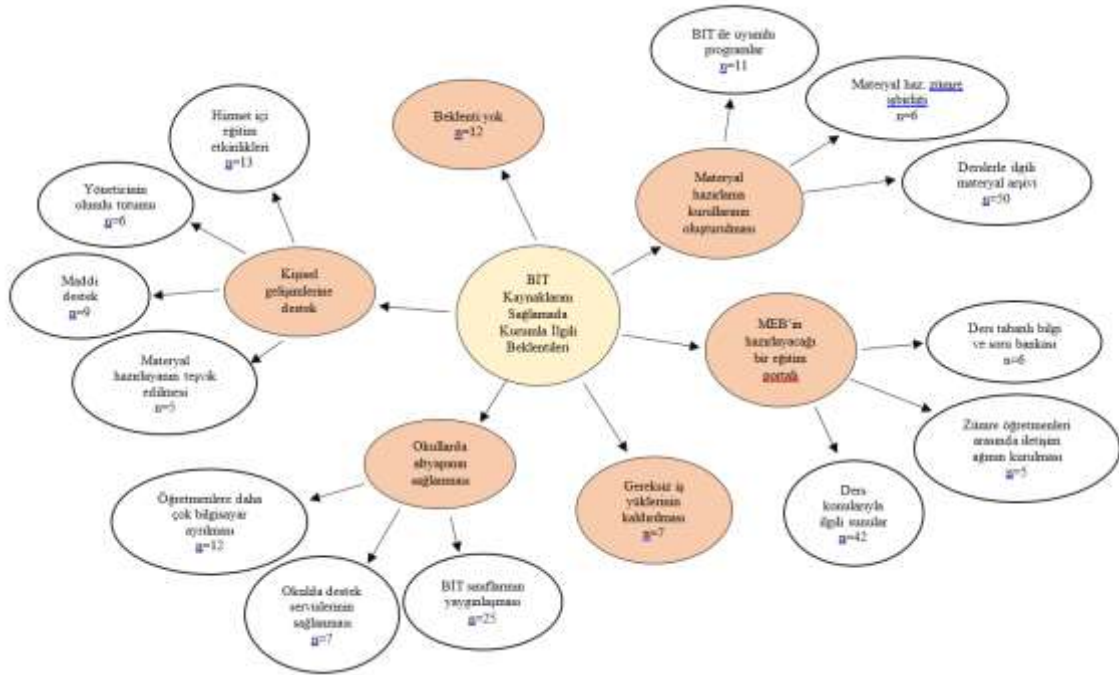 BİT ile uyumlu
programlar
n=11
Materyal haz. zümre
işbirliği
n=6
Derslerle ilgili
materyal arşivi
n=50
Materyal
hazırlama
kurullarının
oluşturulması
Beklenti yok
n=12
Hizmet içi
eğitim
etkinlikleri
n=13
Yöneticinin
olumlu tutumu
n=6
Maddi
destek
n=9
Materyal
hazırlayanın teşvik
edilmesi
n=5
Kişisel
gelişimlerine
destek
BİT
Kaynaklarını
Sağlamada
Kurumla İlgili
Beklentileri
MEB'in
hazırlayacağı
bir eğitim
portalı
Ders tabanlı bilgi
ve soru bankası
n=6
Zümre öğretmenleri
arasında iletişim
ağının kurulması
n=5
Ders
konularıyla
ilgili sunular
n=42
Gereksiz iş
yüklerinin
kaldırılması
n=7
Okullarda
altyapının
sağlanması
Öğretmenlere daha
çok bilgisayar
ayrılması
n=12
Okulda destek
servislerinin
sağlanması
n=7
BİT sınıflarının
yaygınlaşması
n=25